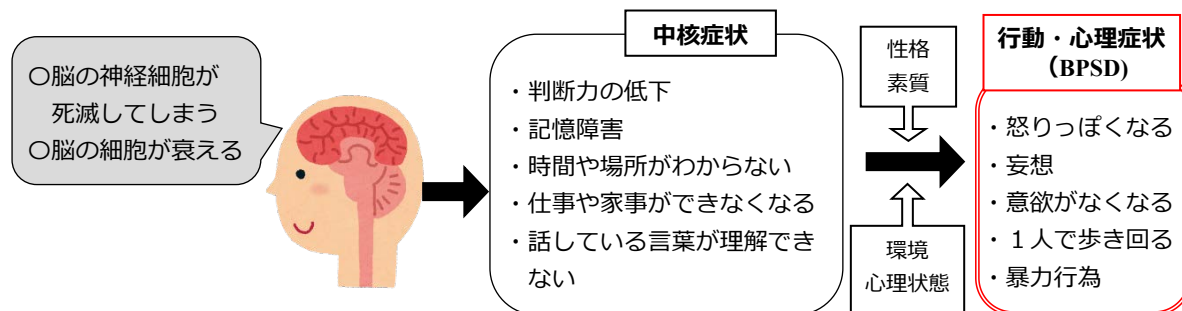 〇脳の神経細胞が
死滅してしまう
〇脳の細胞が衰える
中核症状
・判断力の低下
・記憶障害
・時間や場所がわからない
・仕事や家事ができなくなる
・話している言葉が理解でき
ない
性格
素質
環境
心理状態
行動・心理症状
（BPSD)
・怒りっぽくなる
・妄想
・意欲がなくなる
・１人で歩き回る
・暴力行為